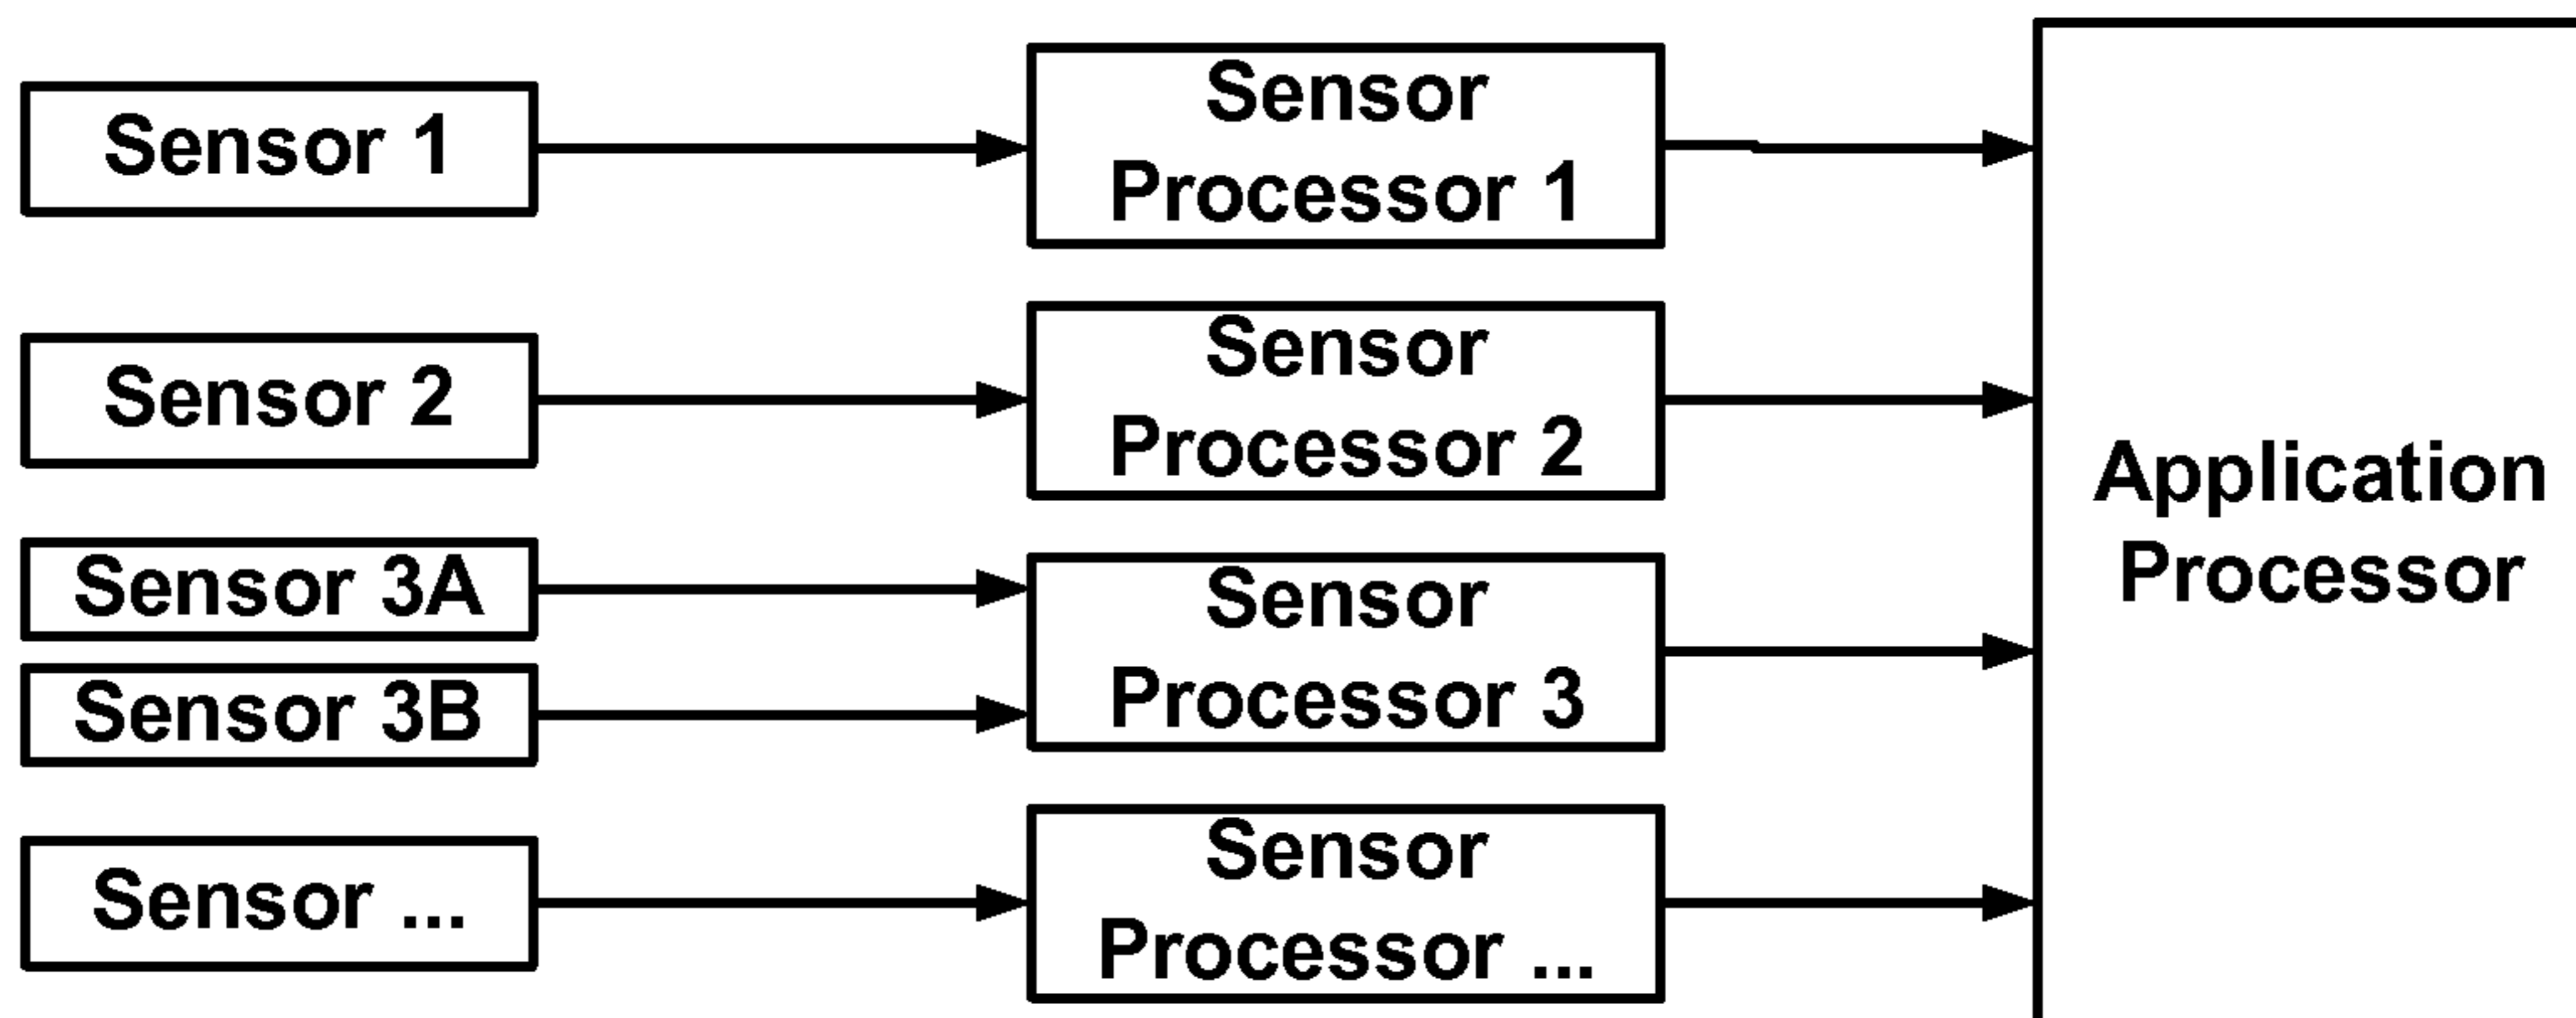 Sensor 1
Sensor
Processor 1
Sensor 2
Sensor
Processor 2
Sensor 3A
Sensor 3B
Sensor
Processor 3
Sensor ...
Sensor
Processor ...
Application
Processor